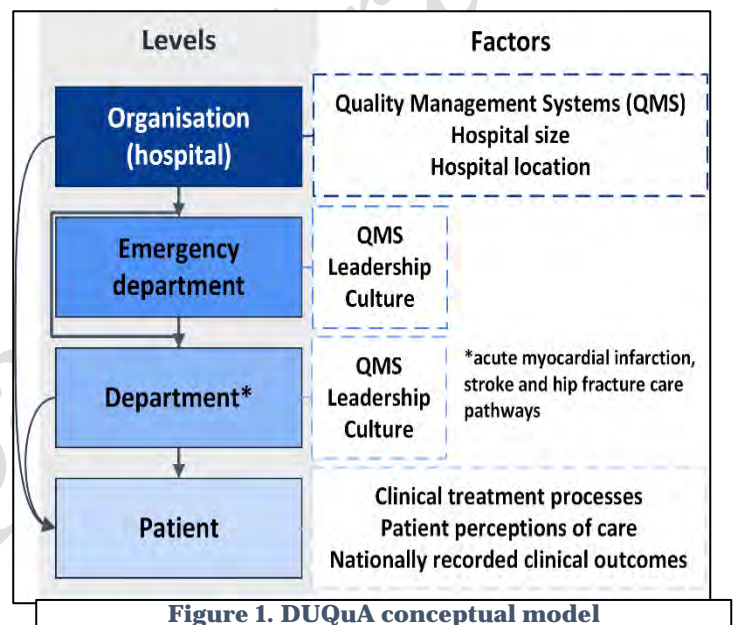 Levels
Factors
Organisation
(hospital)
Quality Management Systems (QMS)
Hospital size
Hospital location
Emergency
department
QMS
Leadership
Culture
Department*
QMS
Leadership
Culture
*acute myocardial infarction,
stroke and hip fracture care
pathways
Patient
Clinical treatment processes
Patient perceptions of care
Nationally recorded clinical outcomes
Figure 1. DUQuA conceptual model